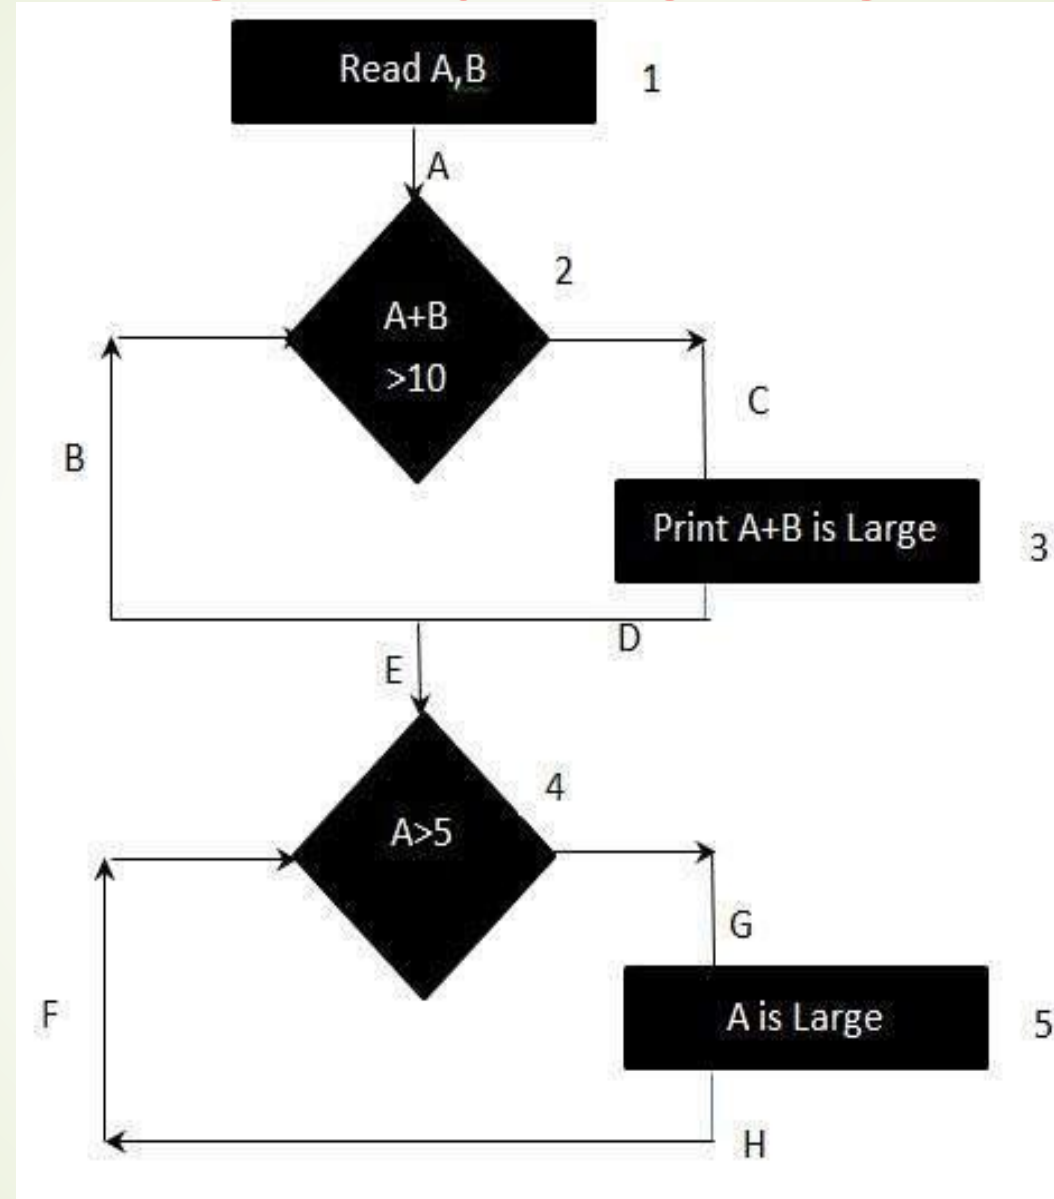 Read A,B
1
A
2
A+B
>10
C
B
Print A+B is Large
3
D
E
4
A>5
G
F
A is Large
5
H